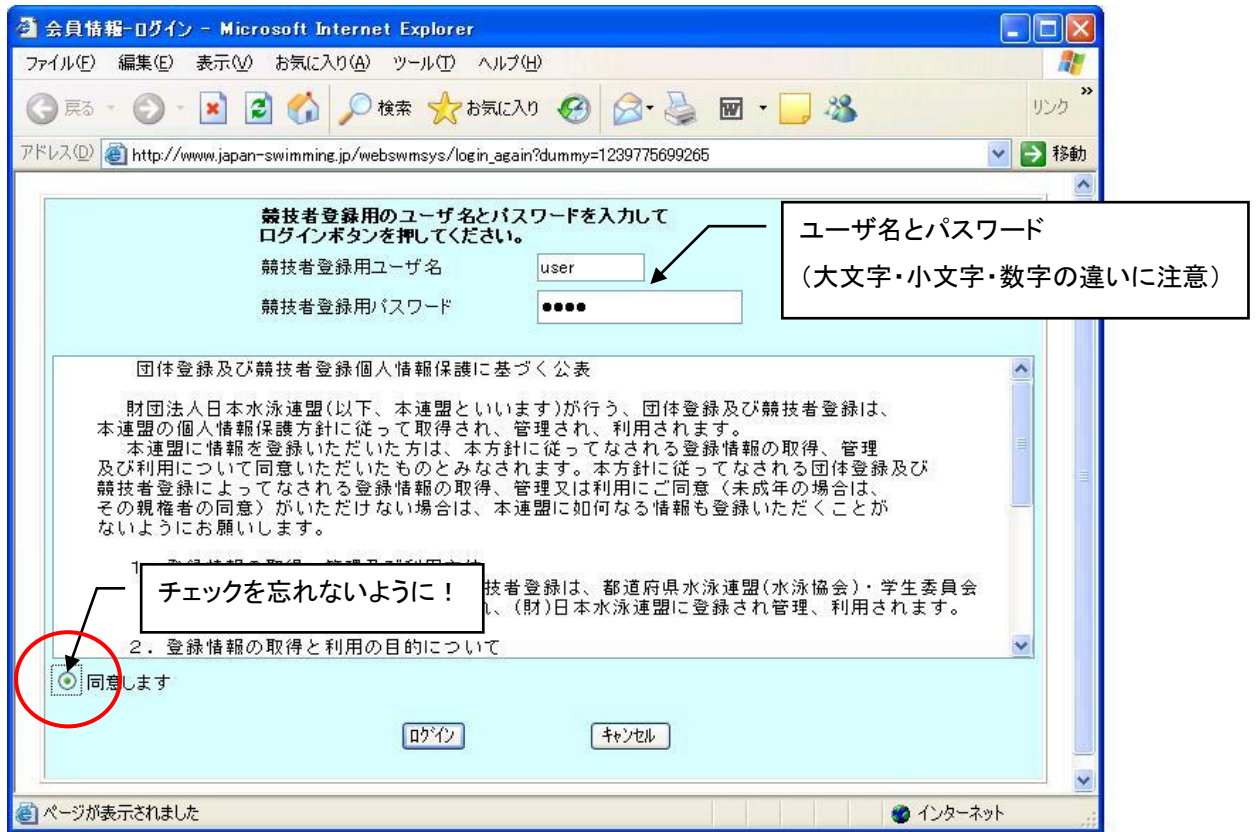 会員情報-ログイン - Microsoft Internet Explorer
ファイル(F) 編集(E) 表示(V) お気に入り(A) ツール(T) ヘルプ(H)
戻る 検索 お気に入り リンク
アドレス(D) http://www.japan-swimming.jp/webswmsys/login_again?dummy=1239775699265 移動
競技者登録用のユーザ名とパスワードを入力して
ログインボタンを押してください。
競技者登録用ユーザ名 user
競技者登録用パスワード ●●●●
ユーザ名とパスワード
(大文字・小文字・数字の違いに注意)
団体登録及び競技者登録個人情報保護に基づく公表
財団法人日本水泳連盟(以下、本連盟といいます)が行う、団体登録及び競技者登録は、
本連盟の個人情報保護方針に従って取得され、管理され、利用されます。
本連盟に情報を登録いただいた方は、本方針に従ってなされる登録情報の取得、管理
及び利用について同意いただいたものとみなされます。本方針に従ってなされる団体登録及び
競技者登録によってなされる登録情報の取得、管理又は利用にご同意(未成年の場合は、
その親権者の同意)がいただけない場合は、本連盟に如何なる情報も登録いただくことが
ないようにお願いします。
チェックを忘れないように!
技者登録は、都道府県水泳連盟(水泳協会)・学生委員会
、(財)日本水泳連盟に登録され管理、利用されます。
2.登録情報の取得と利用の目的について
同意します
ログイン キャンセル
ページが表示されました インターネット